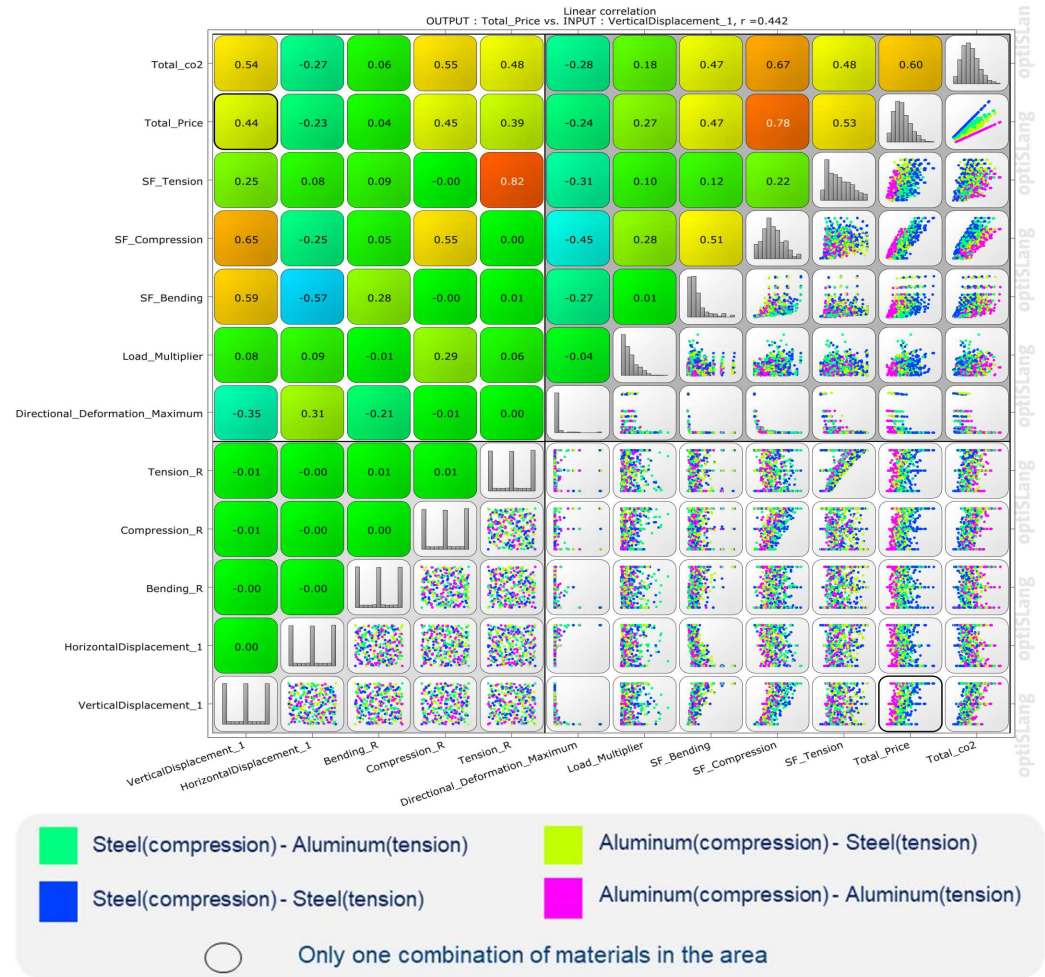 Linear correlation
OUTPUT : Total_Price vs. INPUT : VerticalDisplacement_1, r =0.442
Total_co2 0.54 -0.27 0.06 0.55 0.48 -0.28 0.18 0.47 0.67 0.48 0.60
Total_Price 0.44 -0.23 0.04 0.45 0.39 -0.24 0.27 0.47 0.78 0.53
SF_Tension 0.25 0.08 0.09 -0.00 0.82 -0.31 0.10 0.12 0.22
SF_Compression 0.65 -0.25 0.05 0.55 0.00 -0.45 0.28 0.51
SF_Bending 0.59 -0.57 0.28 -0.00 0.01 -0.27 0.01
Load_Multiplier 0.08 0.09 -0.01 0.29 0.06 -0.04
Directional_Deformation_Maximum -0.35 0.31 -0.21 -0.01 0.00
Tension_R -0.01 -0.00 0.01 0.01
Compression_R -0.01 -0.00 0.00
Bending_R -0.00 -0.00
HorizontalDisplacement_1 0.00
VerticalDisplacement_1
VerticalDisplacement_1
HorizontalDisplacement_1
Bending_R
Compression_R
Tension_R
Directional_Deformation_Maximum
Load_Multiplier
SF_Bending
SF_Compression
SF_Tension
Total_Price
Total_co2
optiSLan
optiSLang
optiSLang
optiSLang
optiSLang
optiSLang
optiSLang
optiSLang
Steel(compression) - Aluminum(tension)
Aluminum(compression) - Steel(tension)
Steel(compression) - Steel(tension)
Aluminum(compression) - Aluminum(tension)
Only one combination of materials in the area